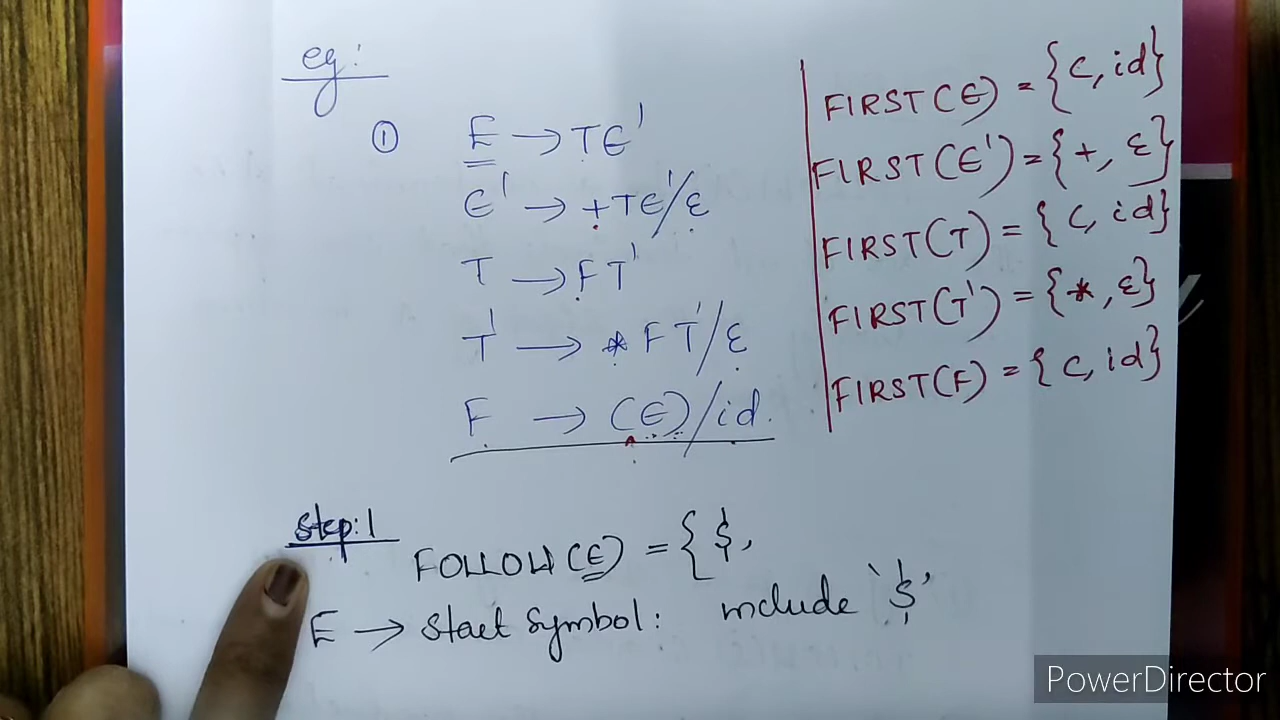 eg:
① E → TE'
E' → +TE'/ε
T → FT'
T' → *FT'/ε
F → (E)/id.
FIRST(E) = {(, id}
FIRST(E') = {+, ε}
FIRST(T) = {(, id}
FIRST(T') = {*, ε}
FIRST(F) = {(, id}
Step:1
FOLLOW(E) = {$,
E → Start Symbol: include '$'
PowerDirector